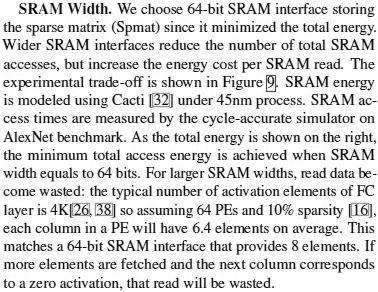 SRAM Width. We choose 64-bit SRAM interface storing
the sparse matrix (Spmat) since it minimized the total energy.
Wider SRAM interfaces reduce the number of total SRAM
accesses, but increase the energy cost per SRAM read. The
experimental trade-off is shown in Figure 9. SRAM energy
is modeled using Cacti [32] under 45nm process. SRAM ac-
cess times are measured by the cycle-accurate simulator on
AlexNet benchmark. As the total energy is shown on the right,
the minimum total access energy is achieved when SRAM
width equals to 64 bits. For larger SRAM widths, read data be-
come wasted: the typical number of activation elements of FC
layer is 4K[26, 38] so assuming 64 PEs and 10% sparsity [16],
each column in a PE will have 6.4 elements on average. This
matches a 64-bit SRAM interface that provides 8 elements. If
more elements are fetched and the next column corresponds
to a zero activation, that read will be wasted.